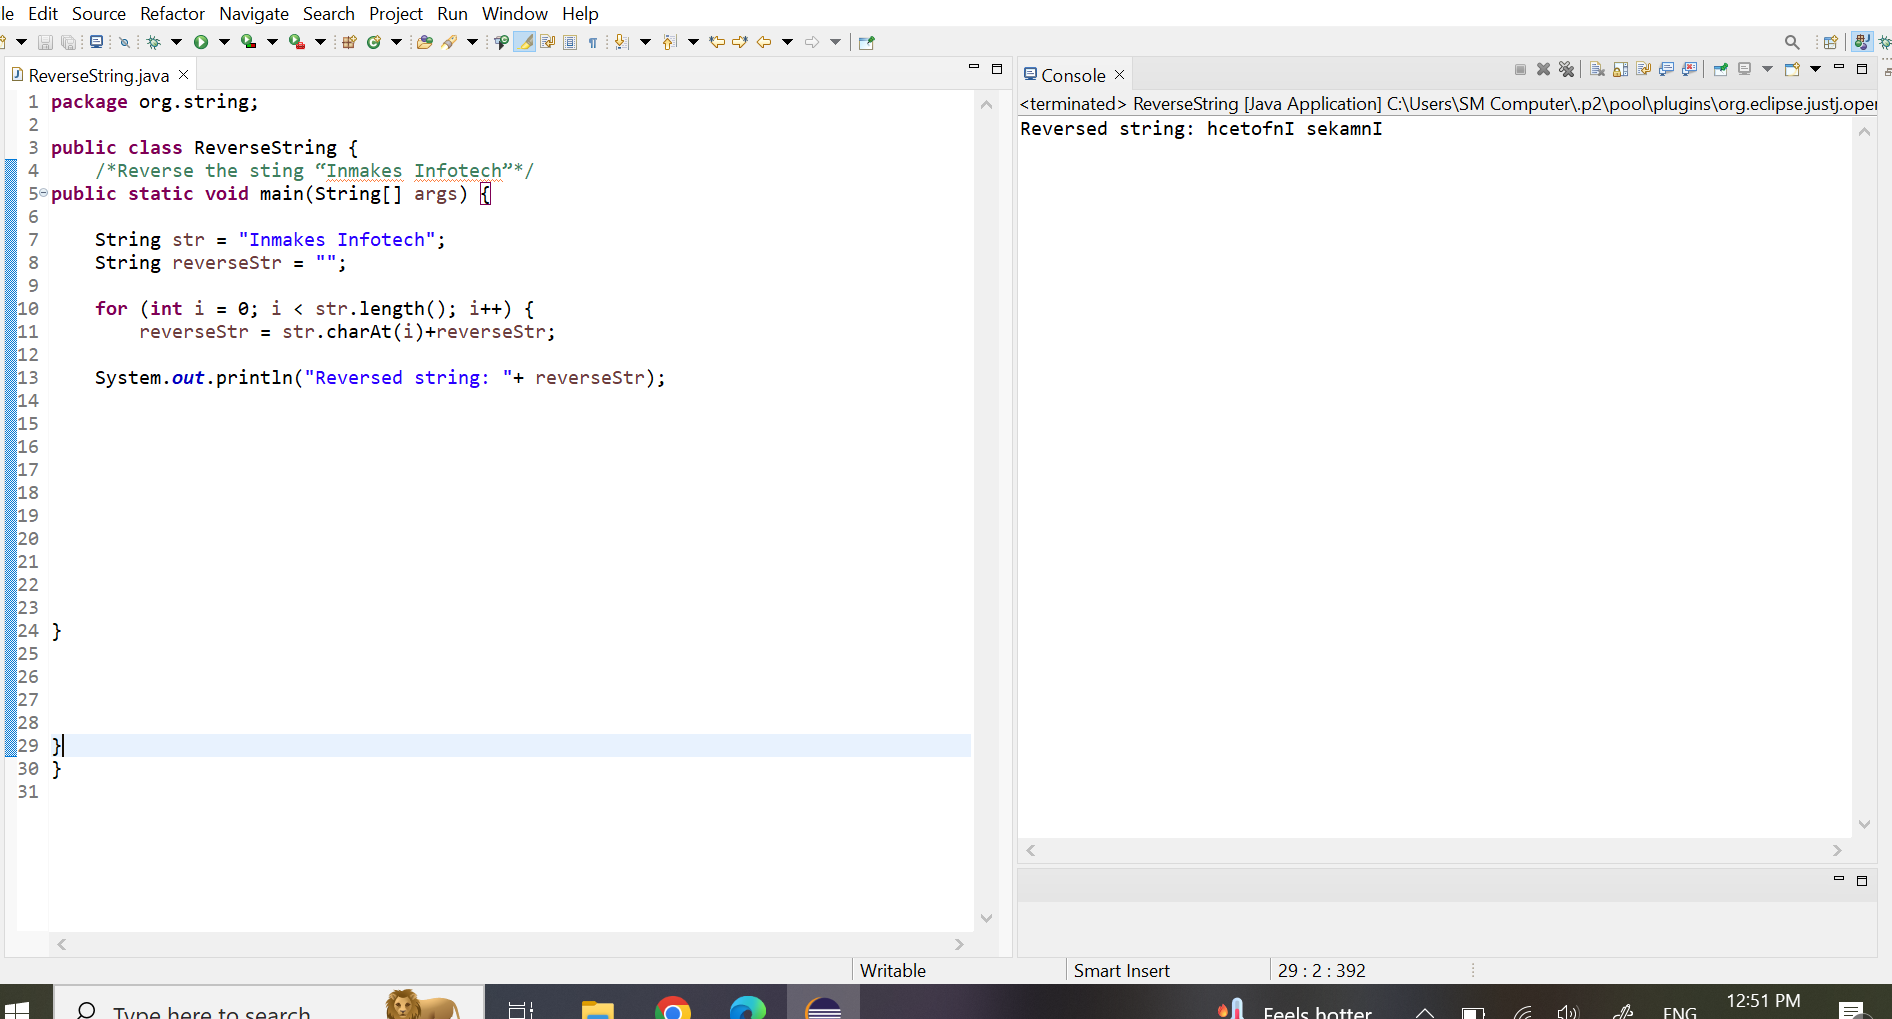 le Edit Source Refactor Navigate Search Project Run Window Help
ReverseString.java
1 package org.string;
2
3 public class ReverseString {
4 /*Reverse the sting “Inmakes Infotech”*/
5 public static void main(String[] args) {
6
7 String str = "Inmakes Infotech";
8 String reverseStr = "";
9
10 for (int i = 0; i < str.length(); i++) {
11 reverseStr = str.charAt(i)+reverseStr;
12
13 System.out.println("Reversed string: "+ reverseStr);
14
15
16
17
18
19
20
21
22
23
24 }
25
26
27
28
29 }
30 }
31
Console
<terminated> ReverseString [Java Application] C:\Users\SM Computer\.p2\pool\plugins\org.eclipse.justj.oper
Reversed string: hcetofnI sekamnI
Writable
Smart Insert
29 : 2 : 392
Type here to search
Feels hotter
ENG
12:51 PM